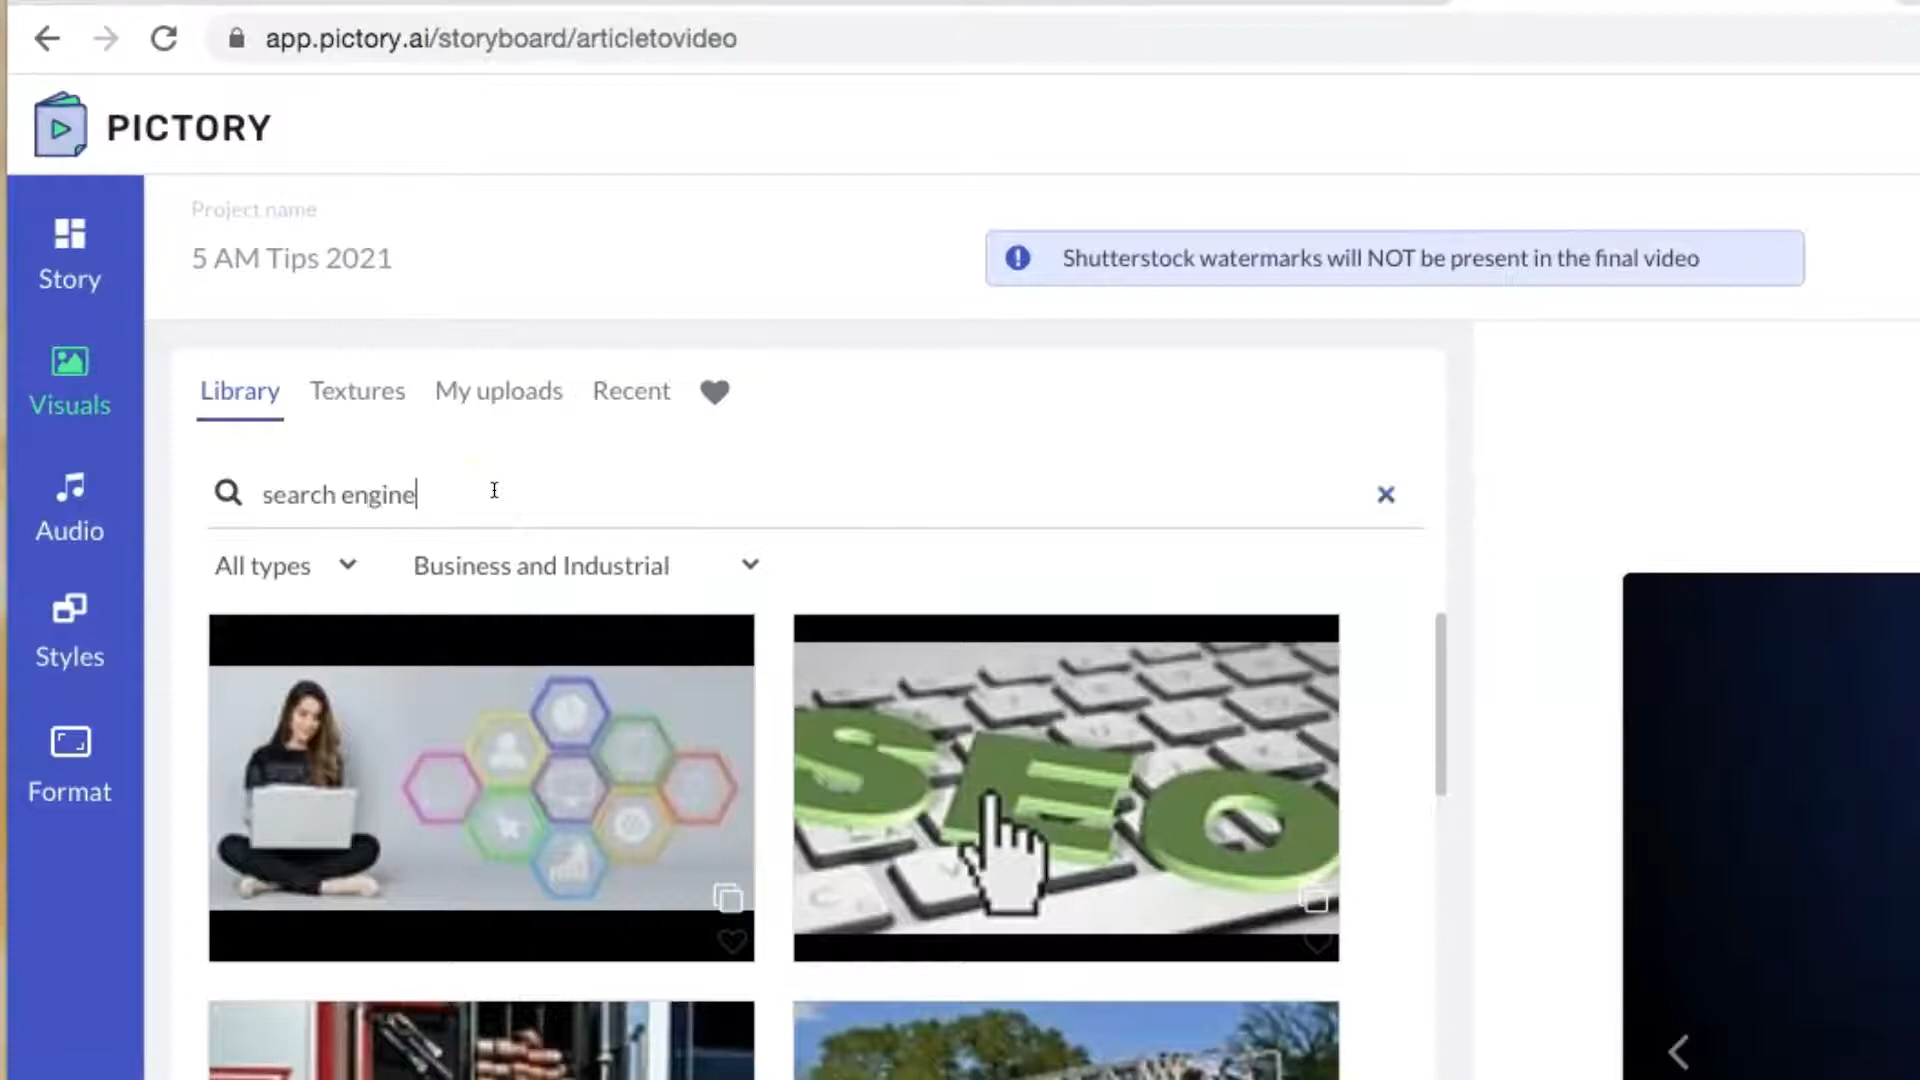 app.pictory.ai/storyboard/articletovideo
PICTORY
Project name
5 AM Tips 2021
Shutterstock watermarks will NOT be present in the final video
Story
Visuals
Audio
Styles
Format
Library Textures My uploads Recent
search engine
All types Business and Industrial
SEO